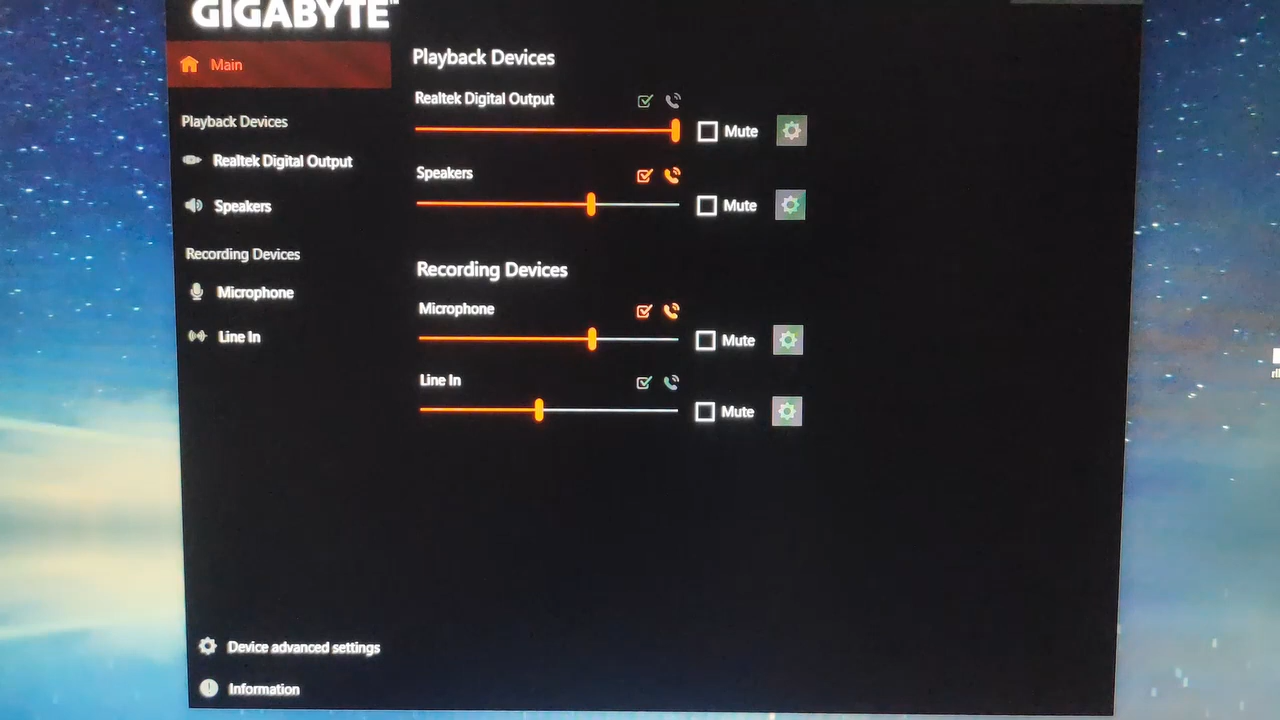 GIGABYTE™
Main
Playback Devices
Realtek Digital Output
Speakers
Recording Devices
Microphone
Line In
Device advanced settings
Information
Playback Devices
Realtek Digital Output
Mute
Speakers
Mute
Recording Devices
Microphone
Mute
Line In
Mute